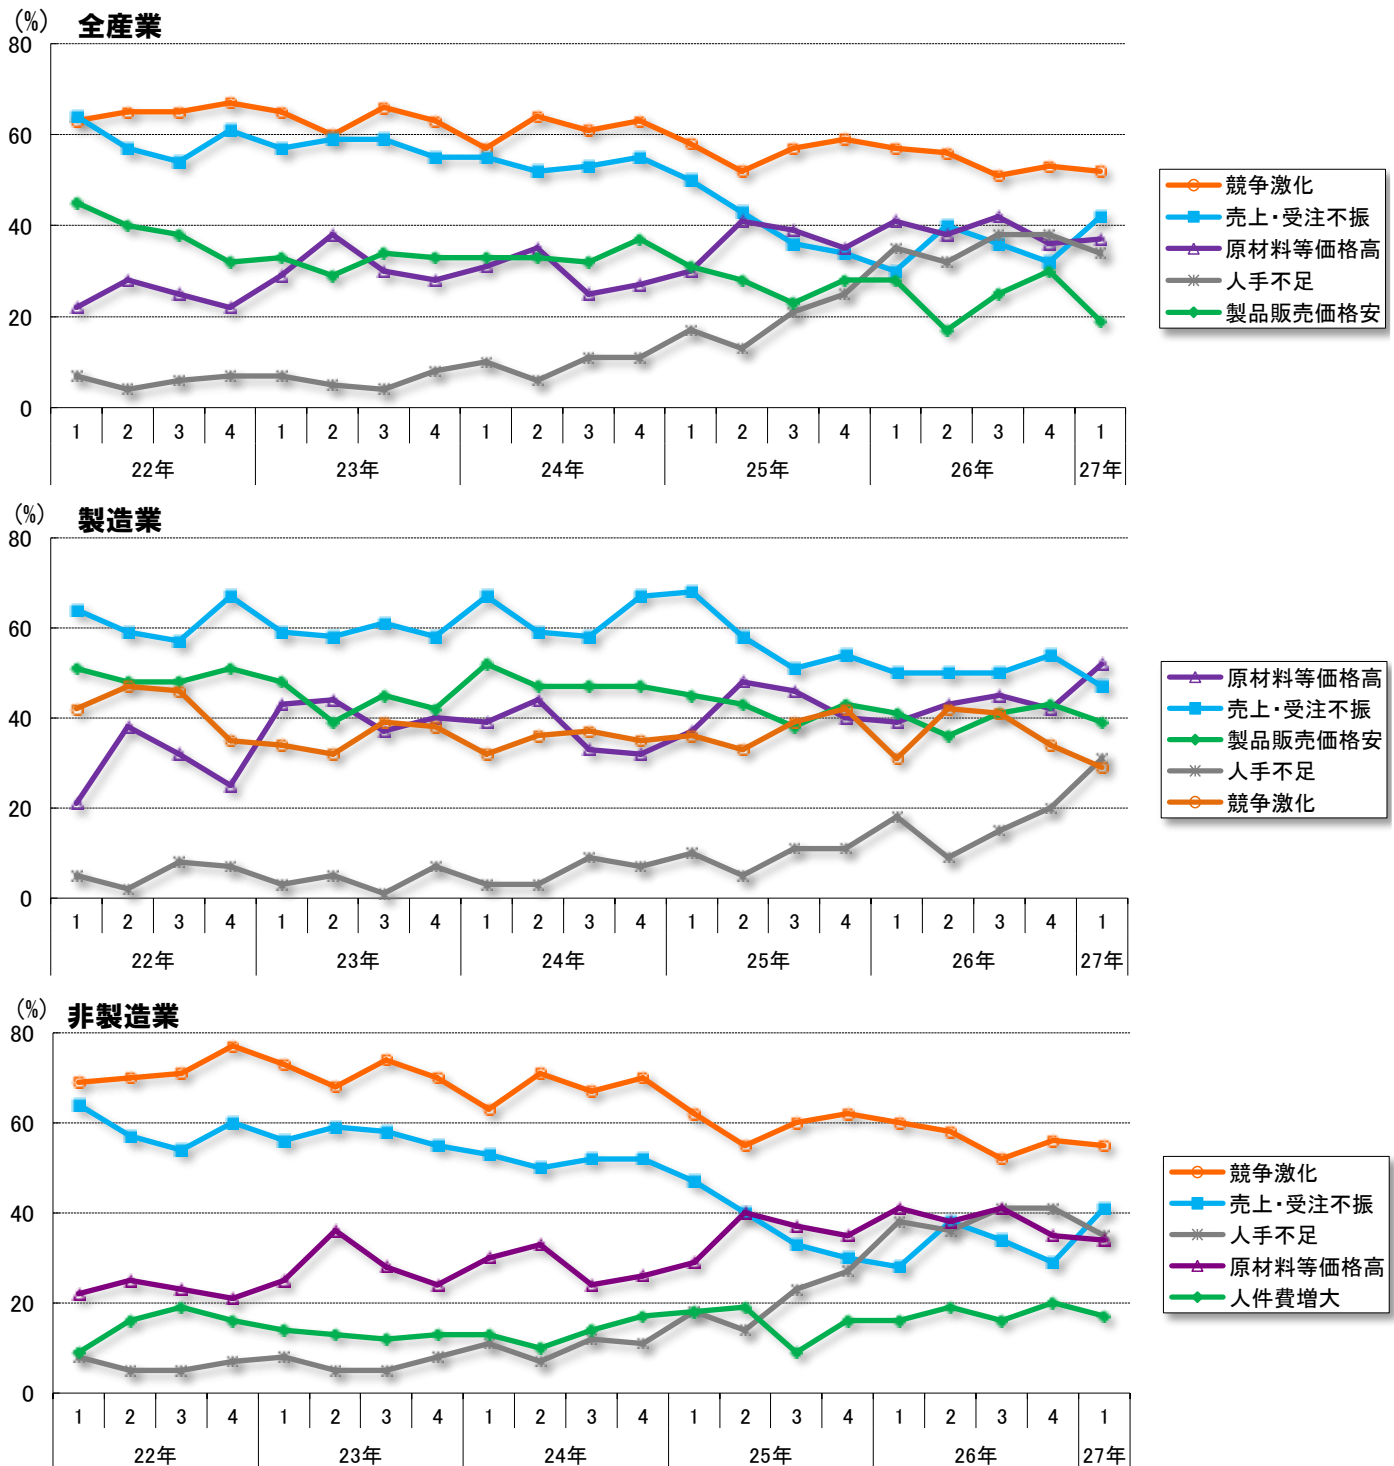 (%) 全産業
80
60
40
20
0
1 2 3 4 1 2 3 4 1 2 3 4 1 2 3 4 1 2 3 4 1
22年 23年 24年 25年 26年 27年
競争激化
売上・受注不振
原材料等価格高
人手不足
製品販売価格安
(%) 製造業
80
60
40
20
0
1 2 3 4 1 2 3 4 1 2 3 4 1 2 3 4 1 2 3 4 1
22年 23年 24年 25年 26年 27年
原材料等価格高
売上・受注不振
製品販売価格安
人手不足
競争激化
(%) 非製造業
80
60
40
20
0
1 2 3 4 1 2 3 4 1 2 3 4 1 2 3 4 1 2 3 4 1
22年 23年 24年 25年 26年 27年
競争激化
売上・受注不振
人手不足
原材料等価格高
人件費増大